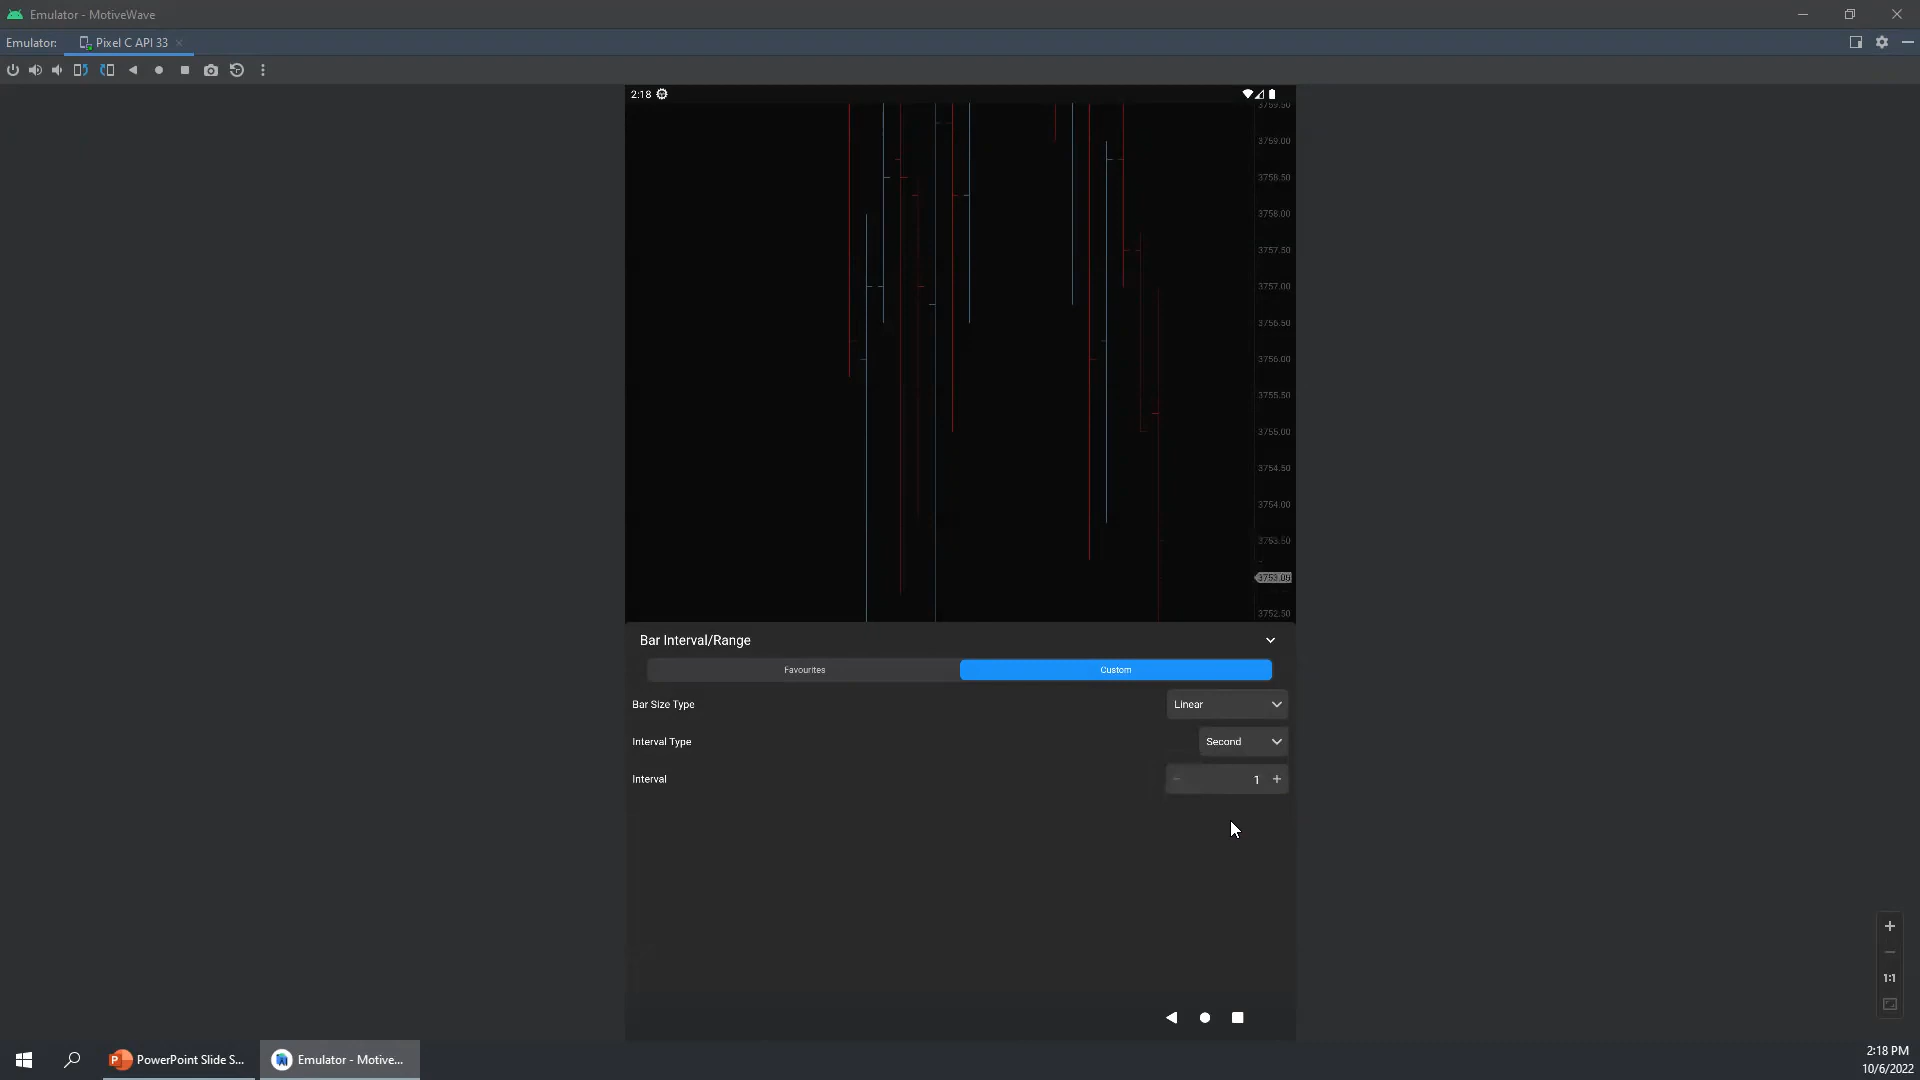 Emulator - MotiveWave
Emulator: Pixel C API 33
2:18
3759.50
3759.00
3758.50
3758.00
3757.50
3757.00
3756.50
3756.00
3755.50
3755.00
3754.50
3754.00
3753.50
3752.50
Bar Interval/Range
Favourites Custom
Bar Size Type Linear
Interval Type Second
Interval 1
1:1
PowerPoint Slide S... Emulator - Motive... 2:18 PM
10/6/2022